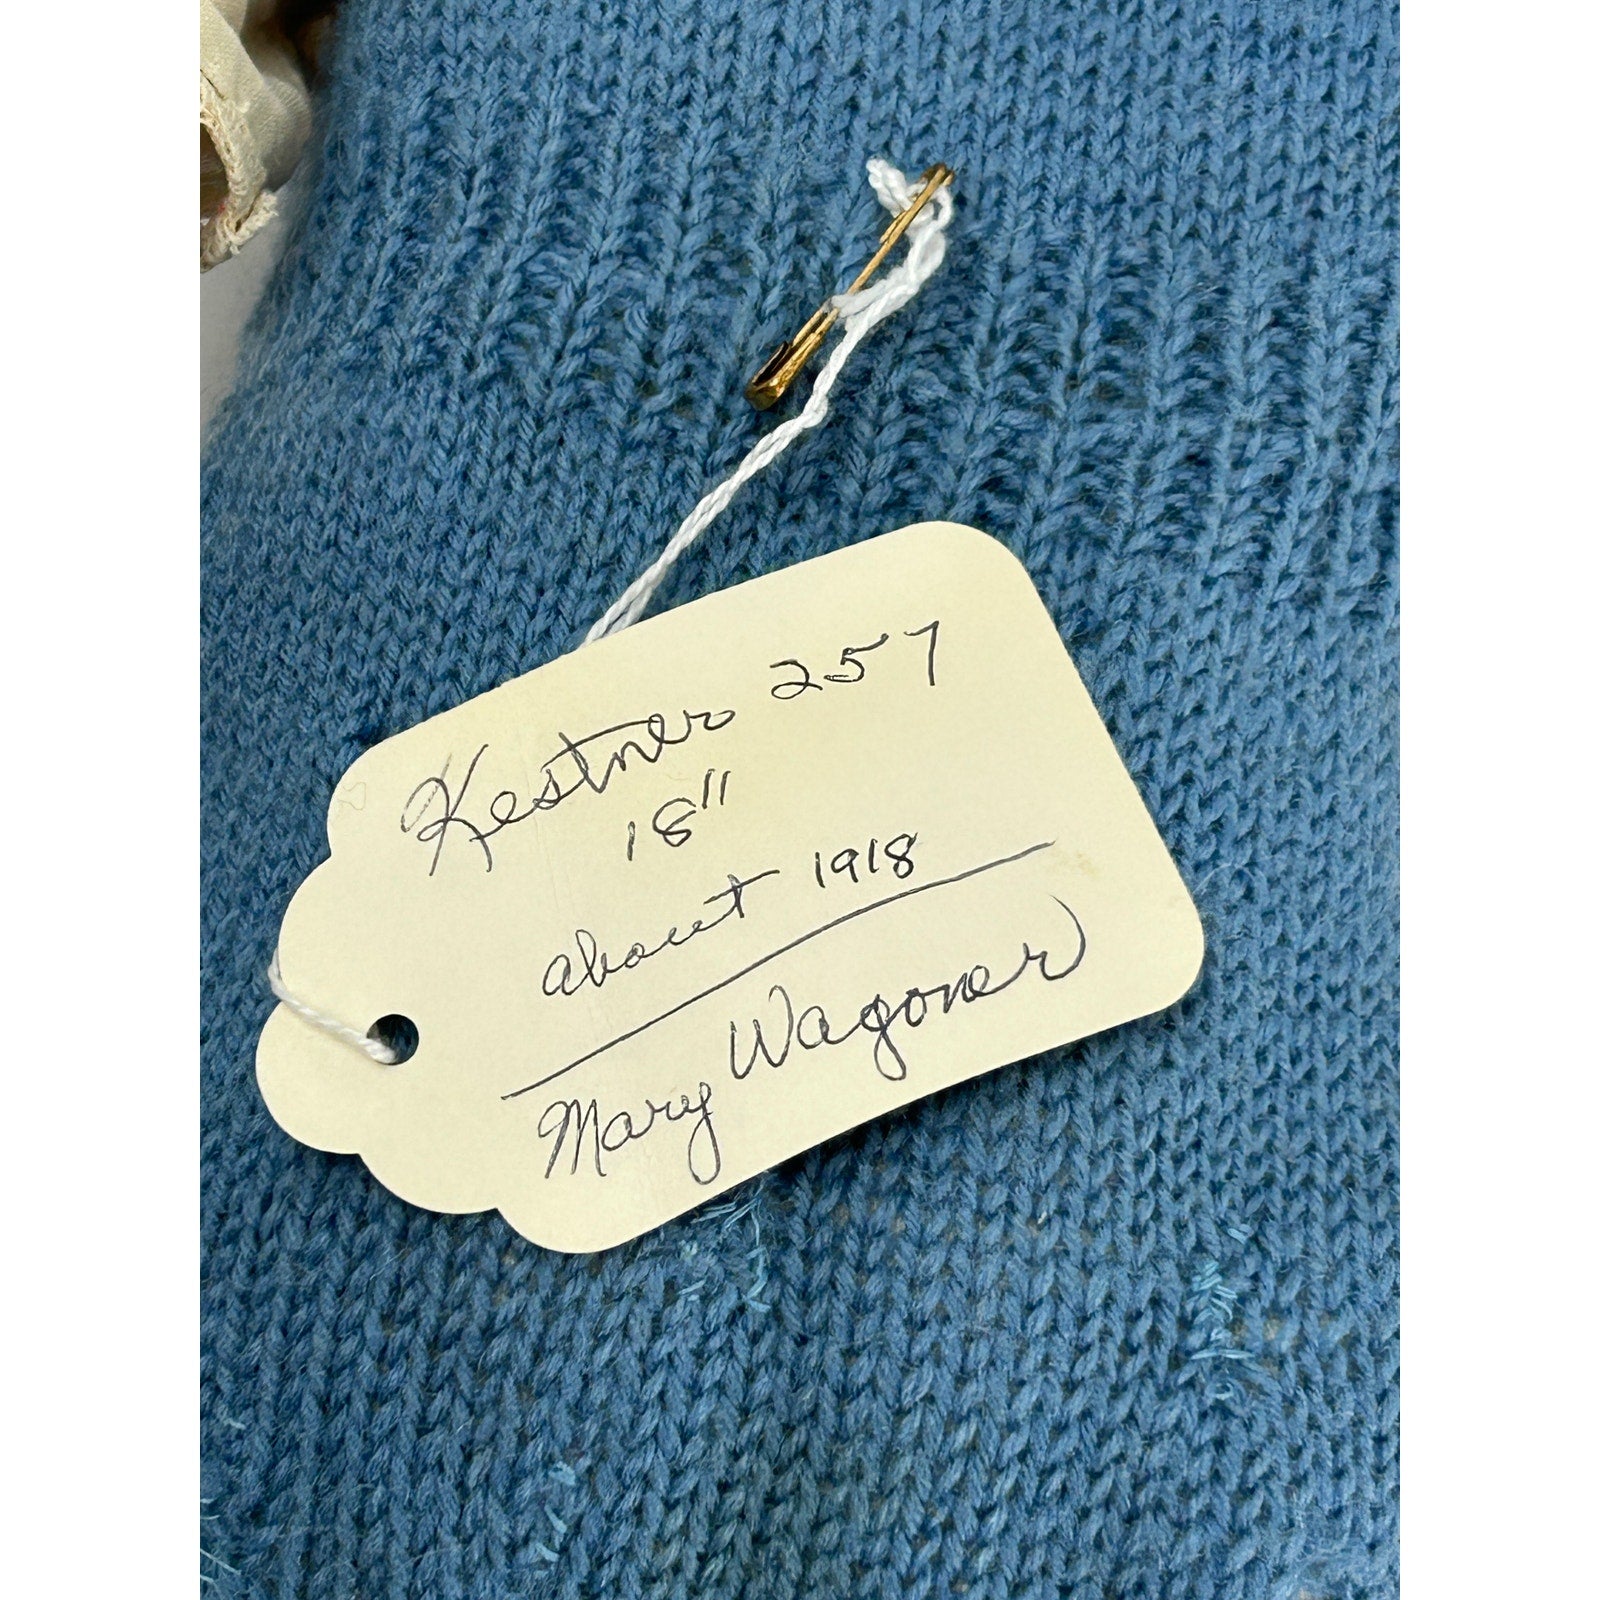 Kestner 257
18"
about 1918
Mary Wagoner